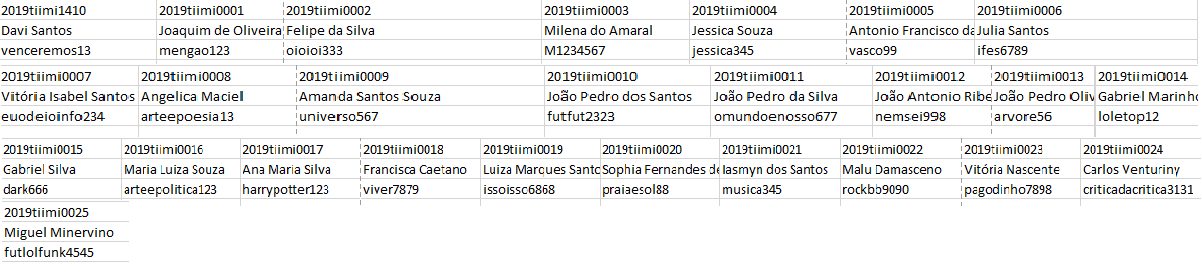 2019tiimi1410 2019tiimi0001 2019tiimi0002 2019tiimi0003 2019tiimi0004 2019tiimi0005 2019tiimi0006
Davi Santos Joaquim de Oliveira Felipe da Silva Milena do Amaral Jessica Souza Antonio Francisco da Julia Santos
venceremos13 mengao123 oioioi333 M1234567 jessica345 vasco99 ifes6789
2019tiimi0007 2019tiimi0008 2019tiimi0009 2019tiimi0010 2019tiimi0011 2019tiimi0012 2019tiimi0013 2019tiimi0014
Vitória Isabel Santos Angelica Maciel Amanda Santos Souza João Pedro dos Santos João Pedro da Silva João Antonio Ribe João Pedro Oliv Gabriel Marinho
euodeioinfo234 arteepoesia13 universo567 futfut2323 omundoenosso677 nemsei998 arvore56 loletop12
2019tiimi0015 2019tiimi0016 2019tiimi0017 2019tiimi0018 2019tiimi0019 2019tiimi0020 2019tiimi0021 2019tiimi0022 2019tiimi0023 2019tiimi0024
Gabriel Silva Maria Luiza Souza Ana Maria Silva Francisca Caetano Luiza Marques Santo Sophia Fernandes de Iasmyn dos Santos Malu Damasceno Vitória Nascente Carlos Venturiny
dark666 arteepolitica123 harrypotter123 viver7879 issoisso6868 praiaesol88 musica345 rockbb9090 pagodinho7898 criticadacritica3131
2019tiimi0025
Miguel Minervino
futlolfunk4545